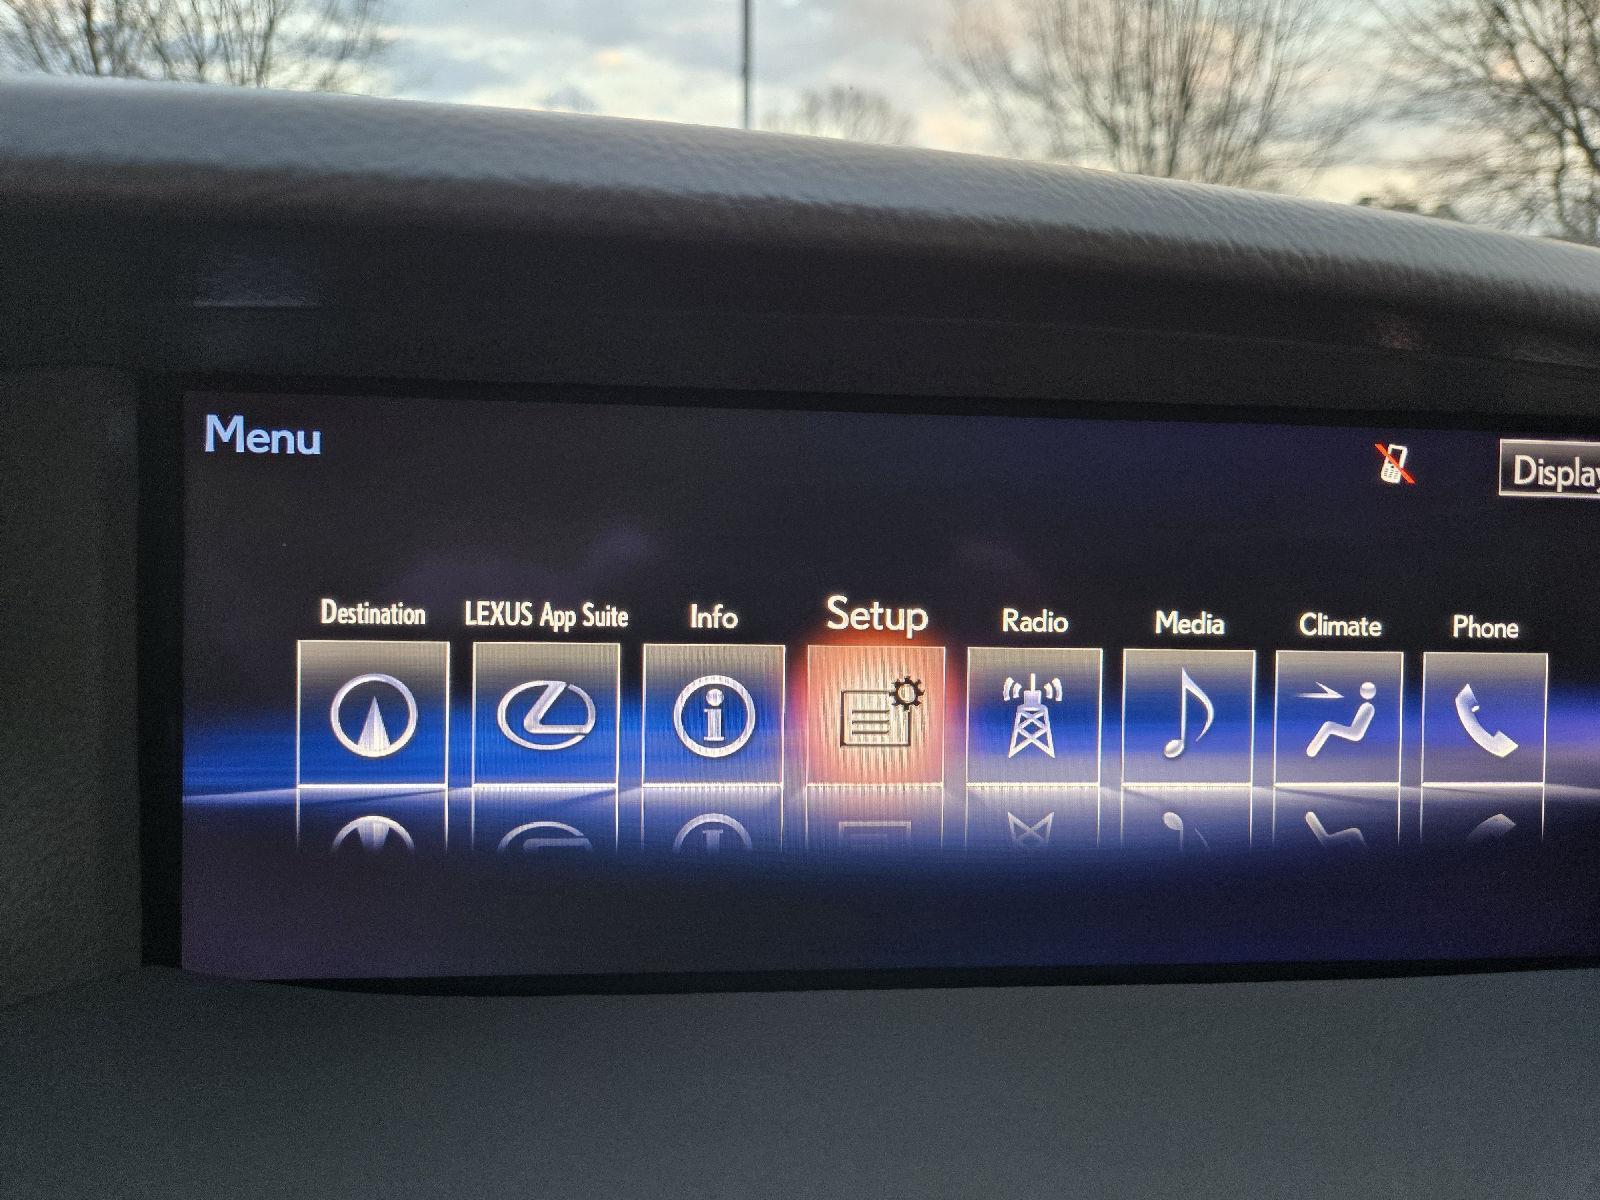 Menu
Display
Destination
LEXUS App Suite
Info
Setup
Radio
Media
Climate
Phone